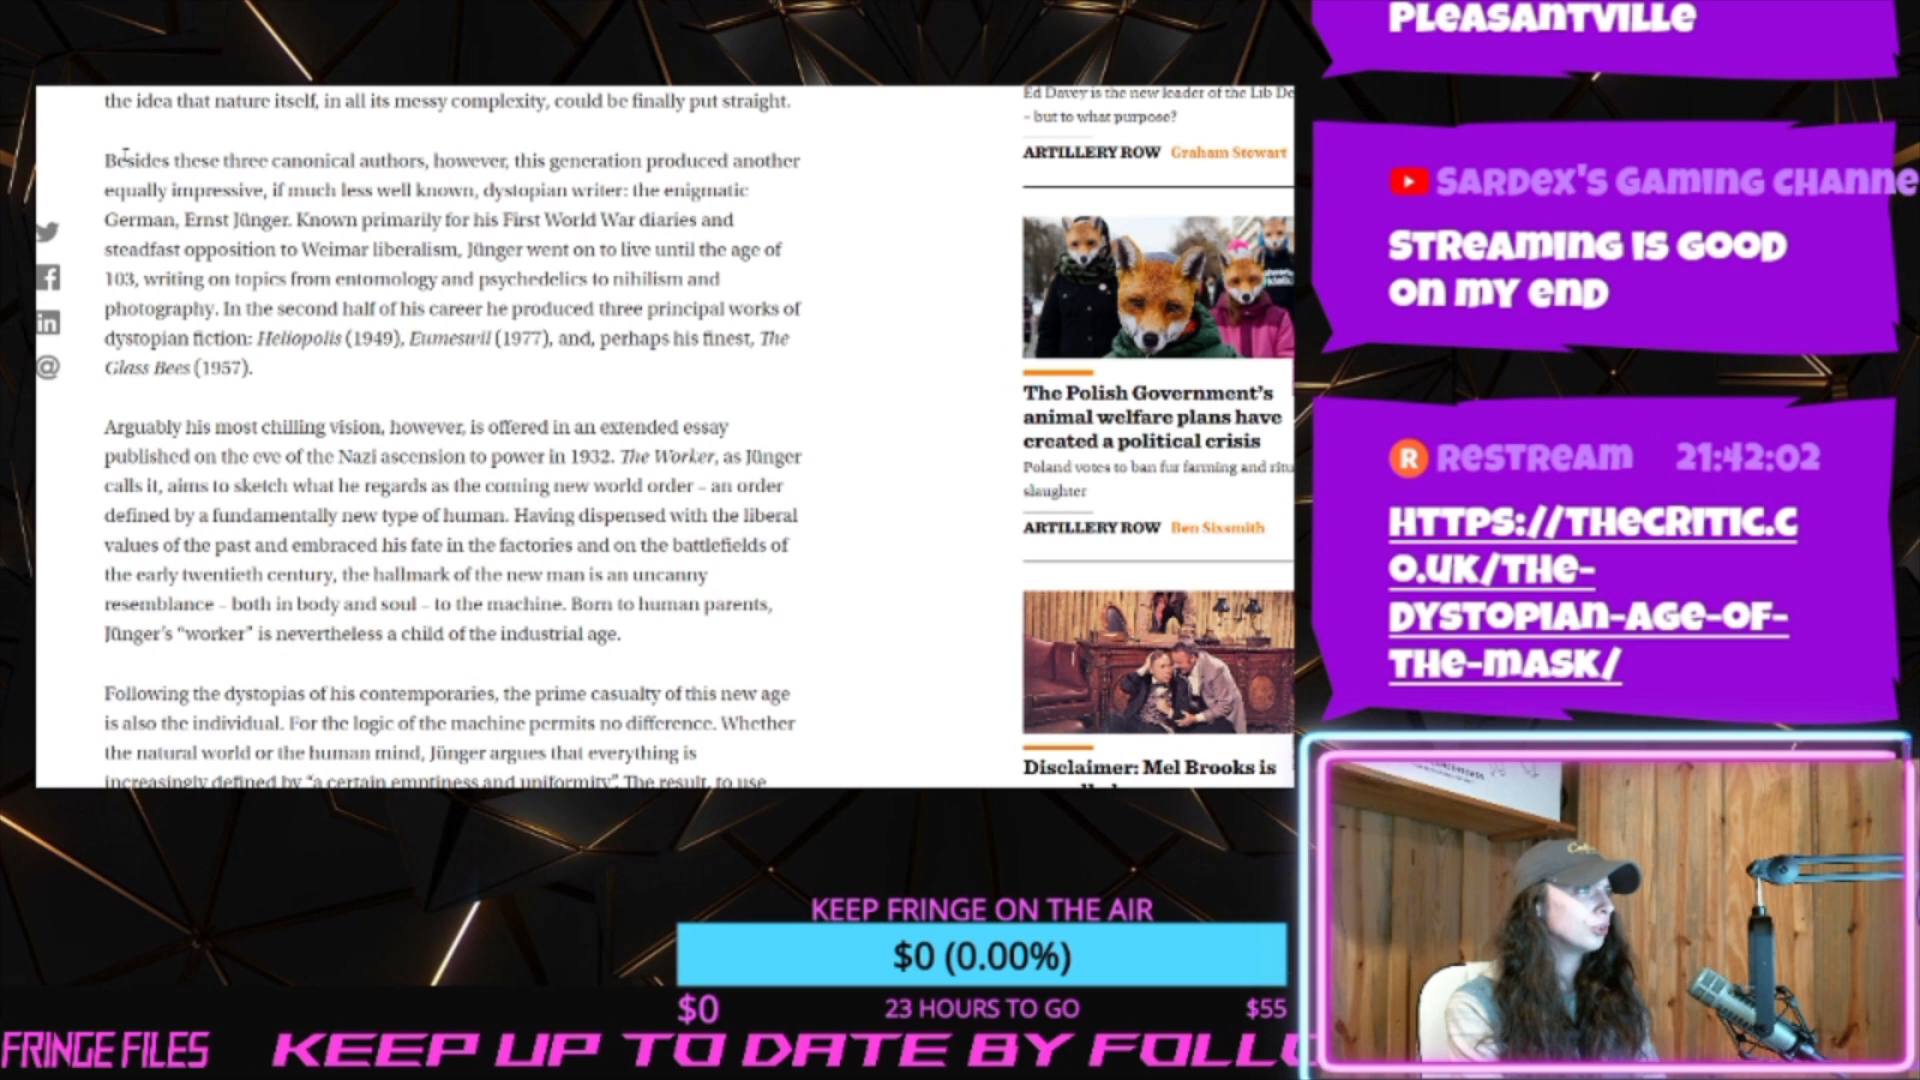 the idea that nature itself, in all its messy complexity, could be finally put straight.
Besides these three canonical authors, however, this generation produced another
equally impressive, if much less well known, dystopian writer: the enigmatic
German, Ernst Jünger. Known primarily for his First World War diaries and
steadfast opposition to Weimar liberalism, Jünger went on to live until the age of
103, writing on topics from entomology and psychedelics to nihilism and
photography. In the second half of his career he produced three principal works of
dystopian fiction: Heliopolis (1949), Eumeswil (1977), and, perhaps his finest, The
Glass Bees (1957).
Arguably his most chilling vision, however, is offered in an extended essay
published on the eve of the Nazi ascension to power in 1932. The Worker, as Jünger
calls it, aims to sketch what he regards as the coming new world order – an order
defined by a fundamentally new type of human. Having dispensed with the liberal
values of the past and embraced his fate in the factories and on the battlefields of
the early twentieth century, the hallmark of the new man is an uncanny
resemblance – both in body and soul – to the machine. Born to human parents,
Jünger's "worker" is nevertheless a child of the industrial age.
Following the dystopias of his contemporaries, the prime casualty of this new age
is also the individual. For the logic of the machine permits no difference. Whether
the natural world or the human mind, Jünger argues that everything is
increasingly defined by "a certain emptiness and uniformity". The result, to use
Ed Davey is the new leader of the Lib De
– but to what purpose?
ARTILLERY ROW Graham Stewart
The Polish Government's
animal welfare plans have
created a political crisis
Poland votes to ban fur farming and ritu
slaughter
ARTILLERY ROW Ben Sixsmith
Disclaimer: Mel Brooks is
PLEASANTVILLE
SARDEX'S GAMING CHANNE
STREAMING IS GOOD
ON MY END
R RESTREAM 21:42:02
HTTPS://THECRITIC.C
O.UK/THE-
DYSTOPIAN-AGE-OF-
THE-MASK/
KEEP FRINGE ON THE AIR
$0 (0.00%)
$0 23 HOURS TO GO $55
FRINGE FILES KEEP UP TO DATE BY FOLLO